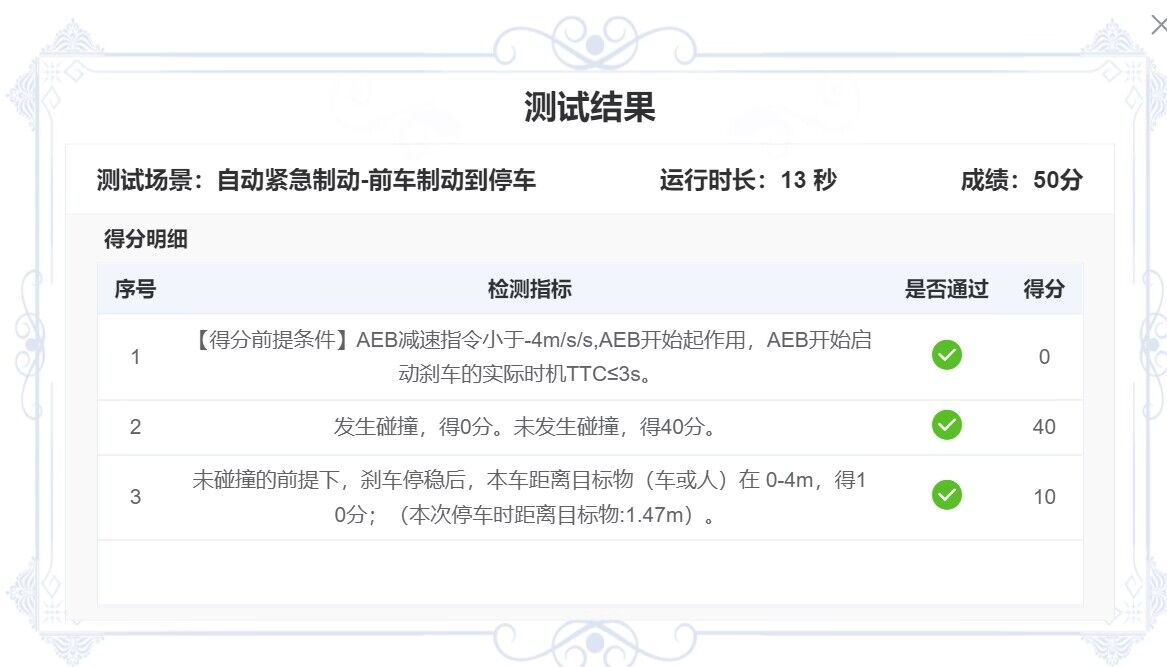 测试结果
测试场景：自动紧急制动-前车制动到停车 运行时长：13 秒 成绩：50分
得分明细
序号 检测指标 是否通过 得分
1 【得分前提条件】AEB减速指令小于-4m/s/s,AEB开始起作用，AEB开始启 0
动刹车的实际时机TTC≤3s。
2 发生碰撞，得0分。未发生碰撞，得40分。 40
3 未碰撞的前提下，刹车停稳后，本车距离目标物（车或人）在 0-4m，得1 10
0分；（本次停车时距离目标物:1.47m）。